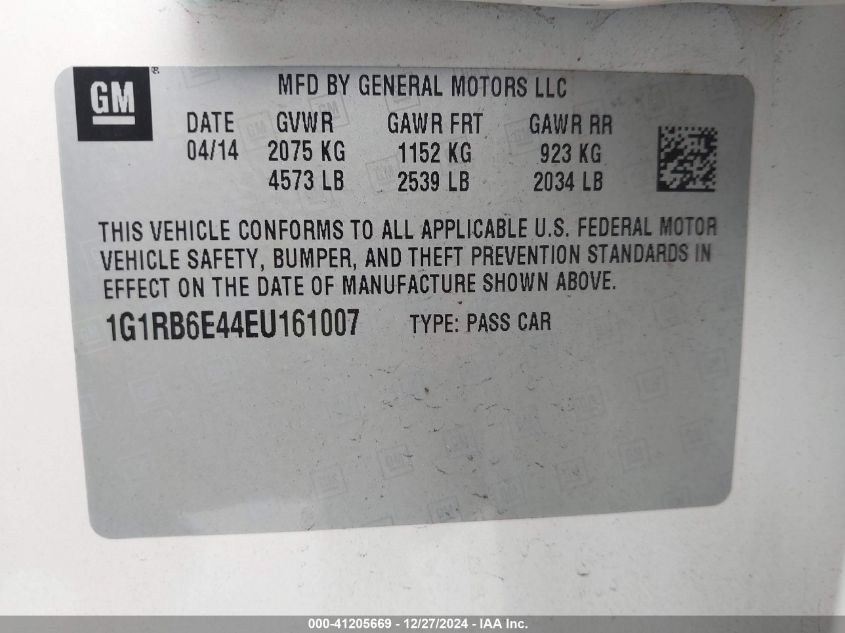 GM ®
MFD BY GENERAL MOTORS LLC
DATE GVWR GAWR FRT GAWR RR
04/14 2075 KG 1152 KG 923 KG
4573 LB 2539 LB 2034 LB
THIS VEHICLE CONFORMS TO ALL APPLICABLE U.S. FEDERAL MOTOR
VEHICLE SAFETY, BUMPER, AND THEFT PREVENTION STANDARDS IN
EFFECT ON THE DATE OF MANUFACTURE SHOWN ABOVE.
1G1RB6E44EU161007 TYPE: PASS CAR
000-41205669 - 12/27/2024 - IAA Inc.